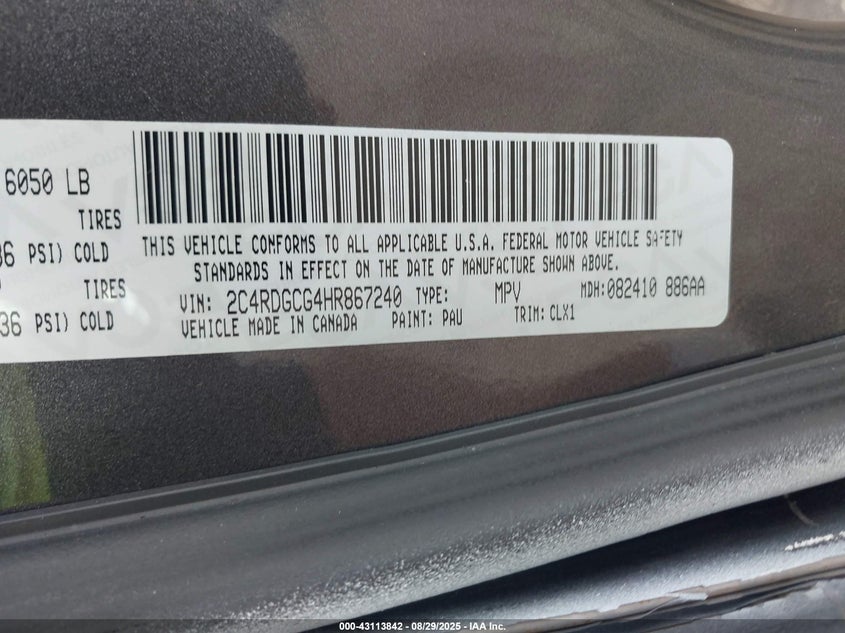 6050 LB
TIRES
36 PSI) COLD
TIRES
36 PSI) COLD
THIS VEHICLE CONFORMS TO ALL APPLICABLE U.S.A. FEDERAL MOTOR VEHICLE SAFETY
STANDARDS IN EFFECT ON THE DATE OF MANUFACTURE SHOWN ABOVE.
VIN: 2C4RDGCG4HR867240 TYPE: MPV MDH:082410 886AA
VEHICLE MADE IN CANADA PAINT: PAU TRIM: CLX1
000-43113842 - 08/29/2025 - IAA Inc.